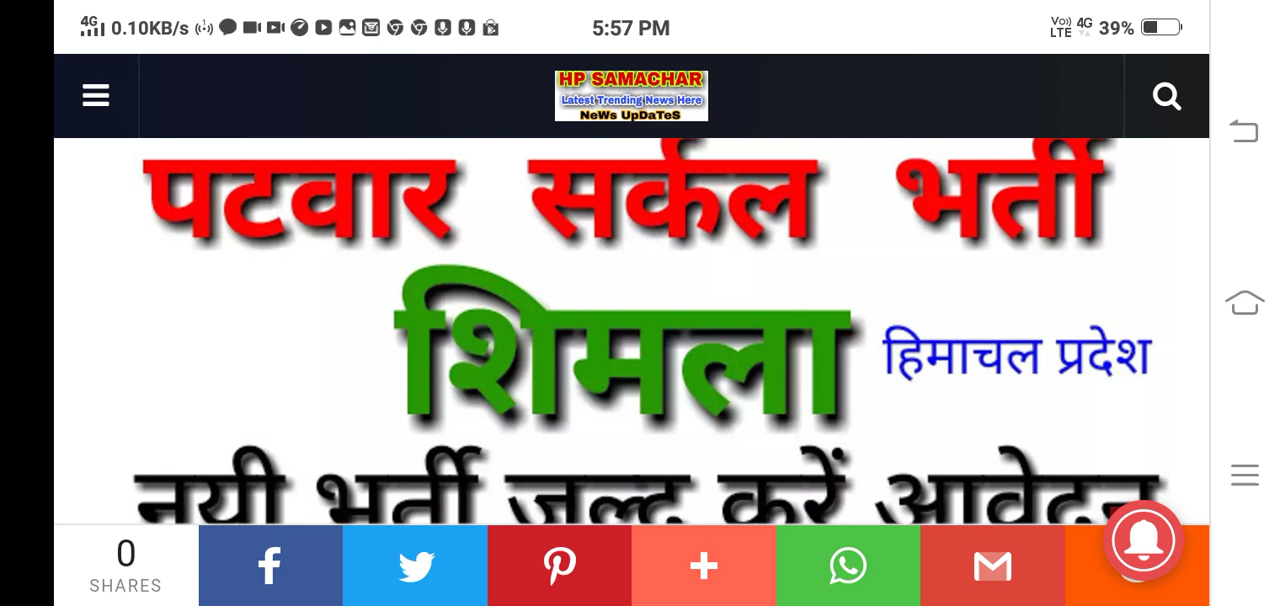 4G 0.10KB/s 5:57 PM Vo)) LTE 4G 39%
HP SAMACHAR
Latest Trending News Here
NeWs UpDaTeS
पटवार सर्कल भर्ती
शिमला हिमाचल प्रदेश
नयी भर्ती जल्द करें आवेदन
0
SHARES